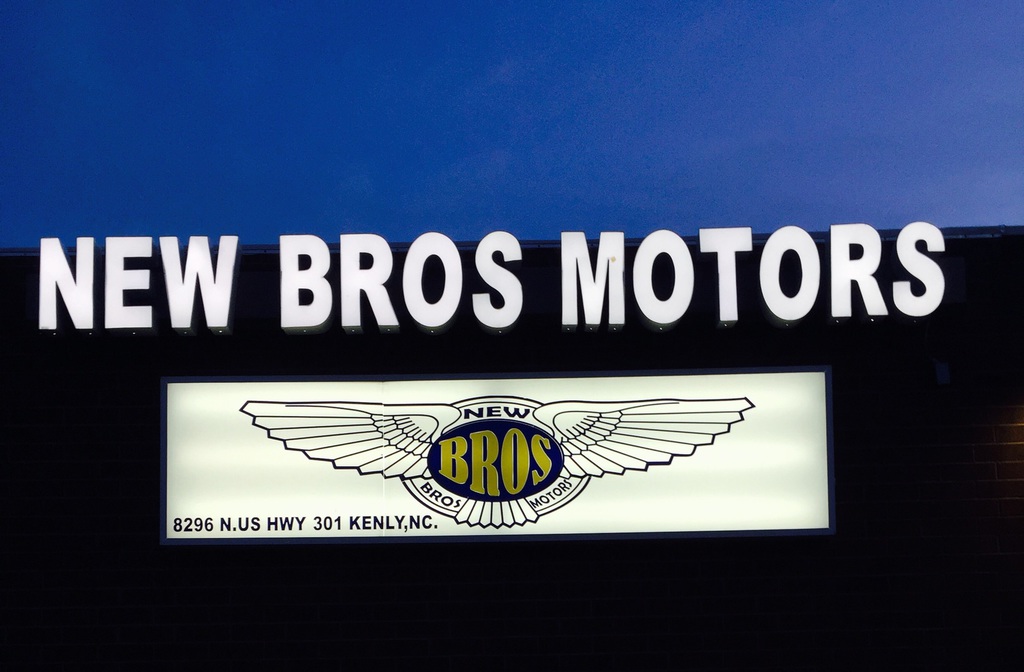 NEW BROS MOTORS
NEW
BROS
BROS MOTORS
8296 N.US HWY 301 KENLY,NC.